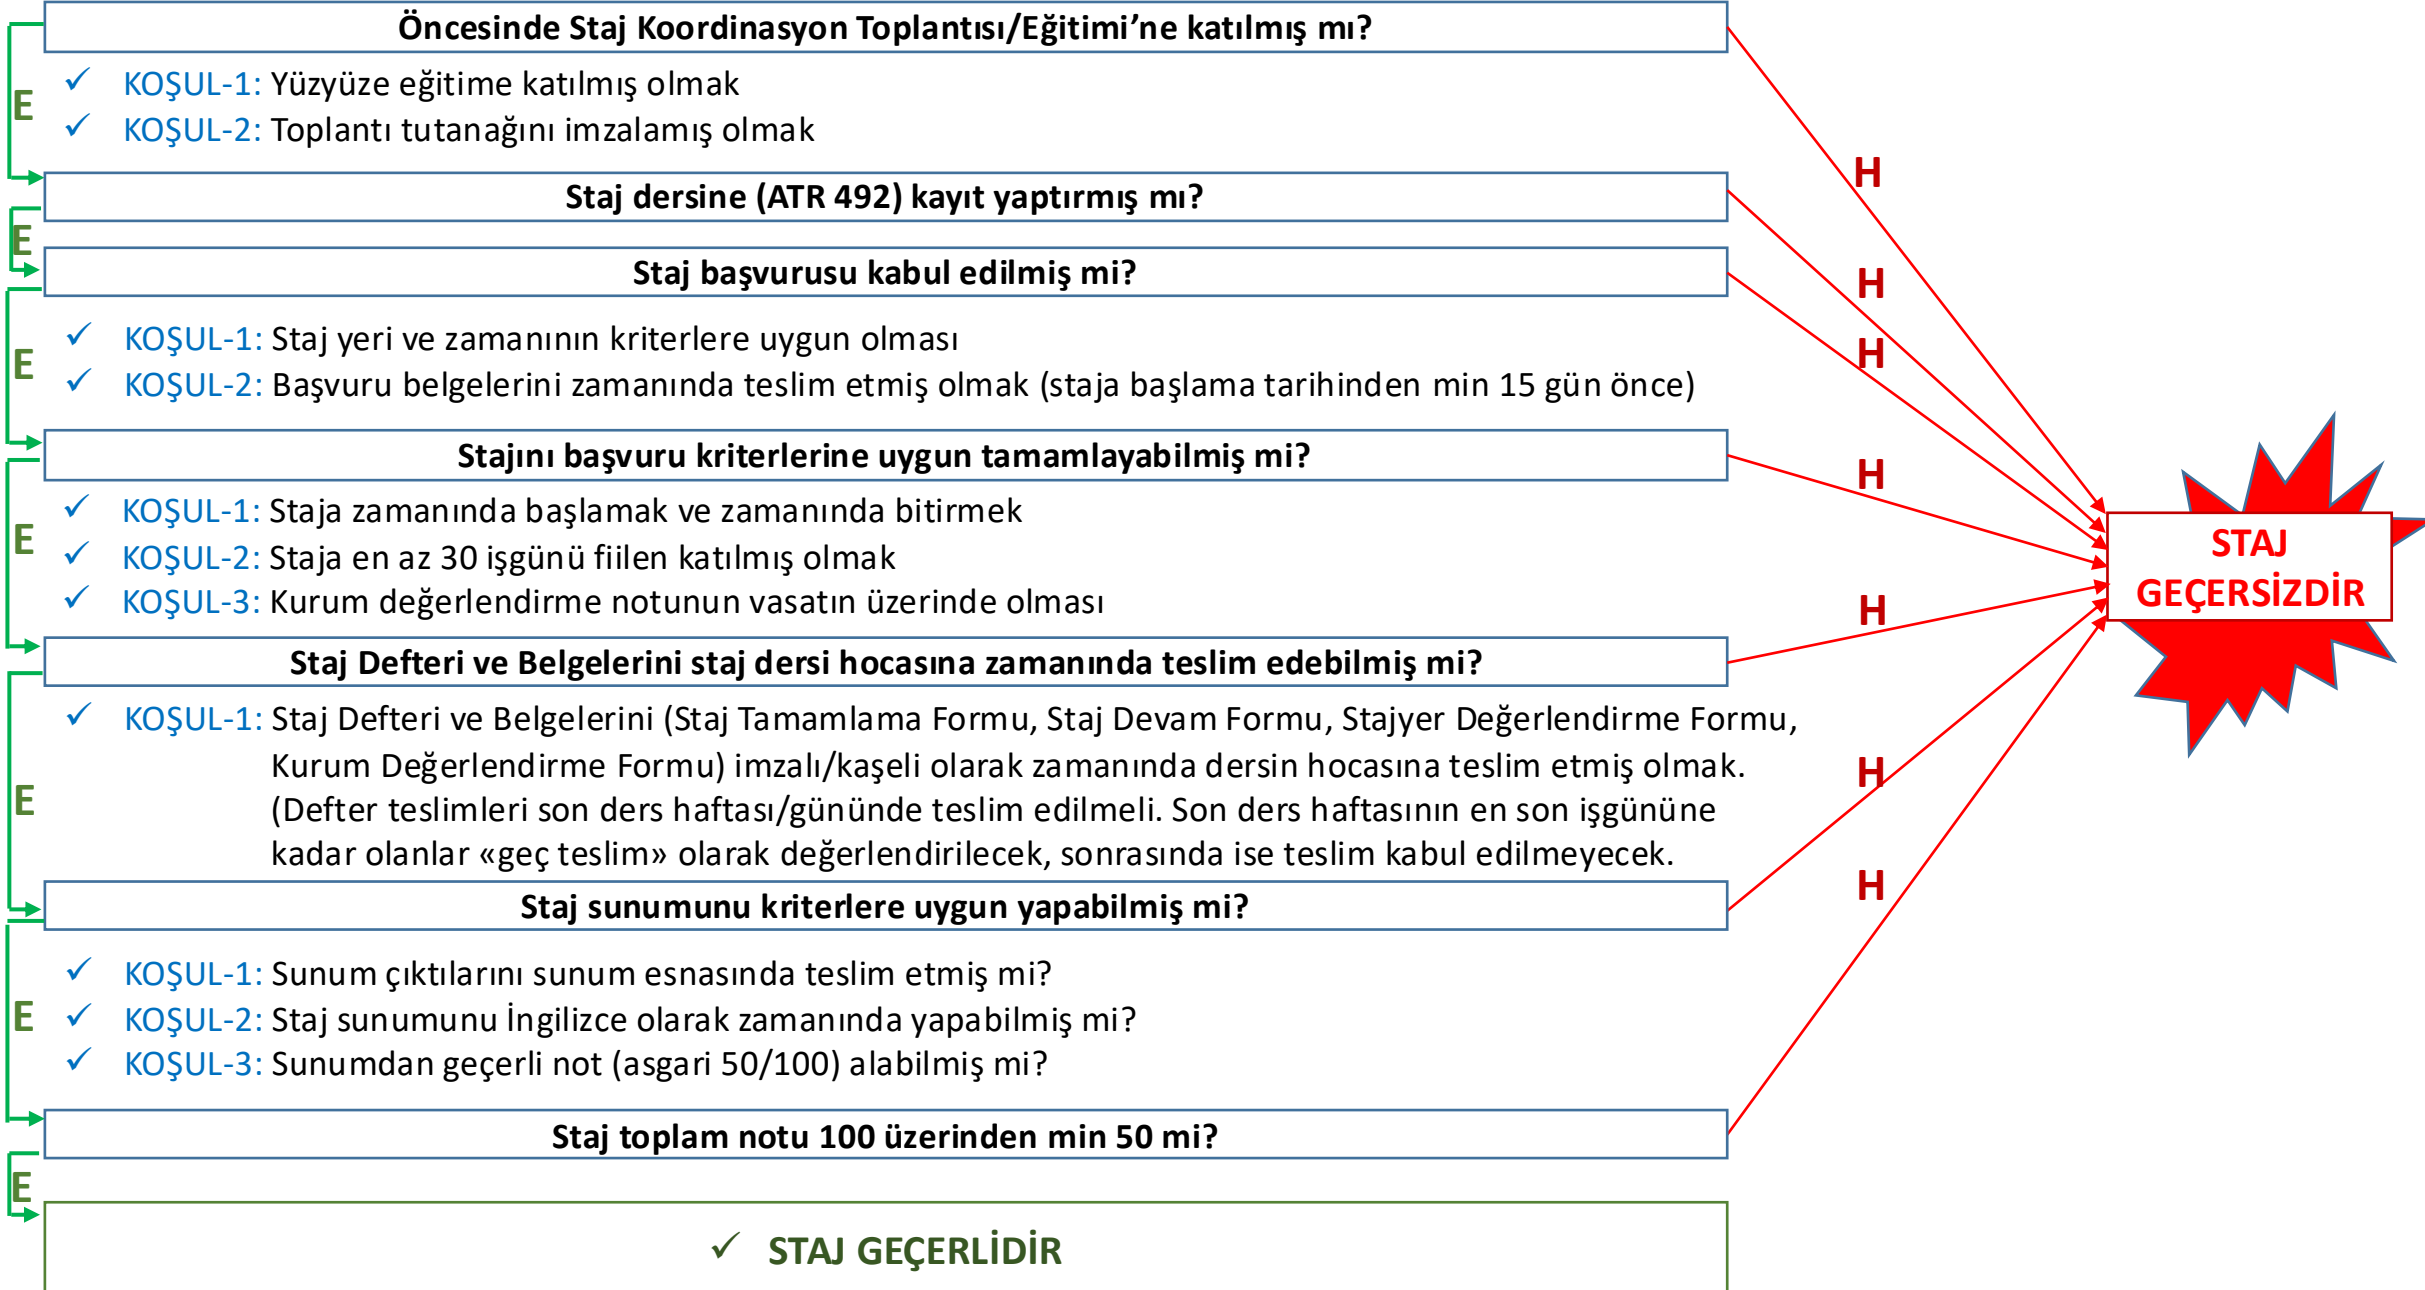 Öncesinde Staj Koordinasyon Toplantısı/Eğitimi’ne katılmış mı?
E
✓ KOŞUL-1: Yüzyüze eğitime katılmış olmak
✓ KOŞUL-2: Toplantı tutanağını imzalamış olmak
H
Staj dersine (ATR 492) kayıt yaptırmış mı?
E
H
Staj başvurusu kabul edilmiş mi?
H
E
✓ KOŞUL-1: Staj yeri ve zamanının kriterlere uygun olması
✓ KOŞUL-2: Başvuru belgelerini zamanında teslim etmiş olmak (staja başlama tarihinden min 15 gün önce)
Stajını başvuru kriterlerine uygun tamamlayabilmiş mi?
H
E
✓ KOŞUL-1: Staja zamanında başlamak ve zamanında bitirmek
✓ KOŞUL-2: Staja en az 30 işgünü fiilen katılmış olmak
✓ KOŞUL-3: Kurum değerlendirme notunun vasatın üzerinde olması
STAJ
GEÇERSİZDİR
H
Staj Defteri ve Belgelerini staj dersi hocasına zamanında teslim edebilmiş mi?
E
✓ KOŞUL-1: Staj Defteri ve Belgelerini (Staj Tamamlama Formu, Staj Devam Formu, Stajyer Değerlendirme Formu,
Kurum Değerlendirme Formu) imzalı/kaşeli olarak zamanında dersin hocasına teslim etmiş olmak.
(Defter teslimleri son ders haftası/gününde teslim edilmeli. Son ders haftasının en son işgününe
kadar olanlar «geç teslim» olarak değerlendirilecek, sonrasında ise teslim kabul edilmeyecek.
H
Staj sunumunu kriterlere uygun yapabilmiş mi?
H
E
✓ KOŞUL-1: Sunum çıktılarını sunum esnasında teslim etmiş mi?
✓ KOŞUL-2: Staj sunumunu İngilizce olarak zamanında yapabilmiş mi?
✓ KOŞUL-3: Sunumdan geçerli not (asgari 50/100) alabilmiş mi?
Staj toplam notu 100 üzerinden min 50 mi?
E
✓ STAJ GEÇERLİDİR